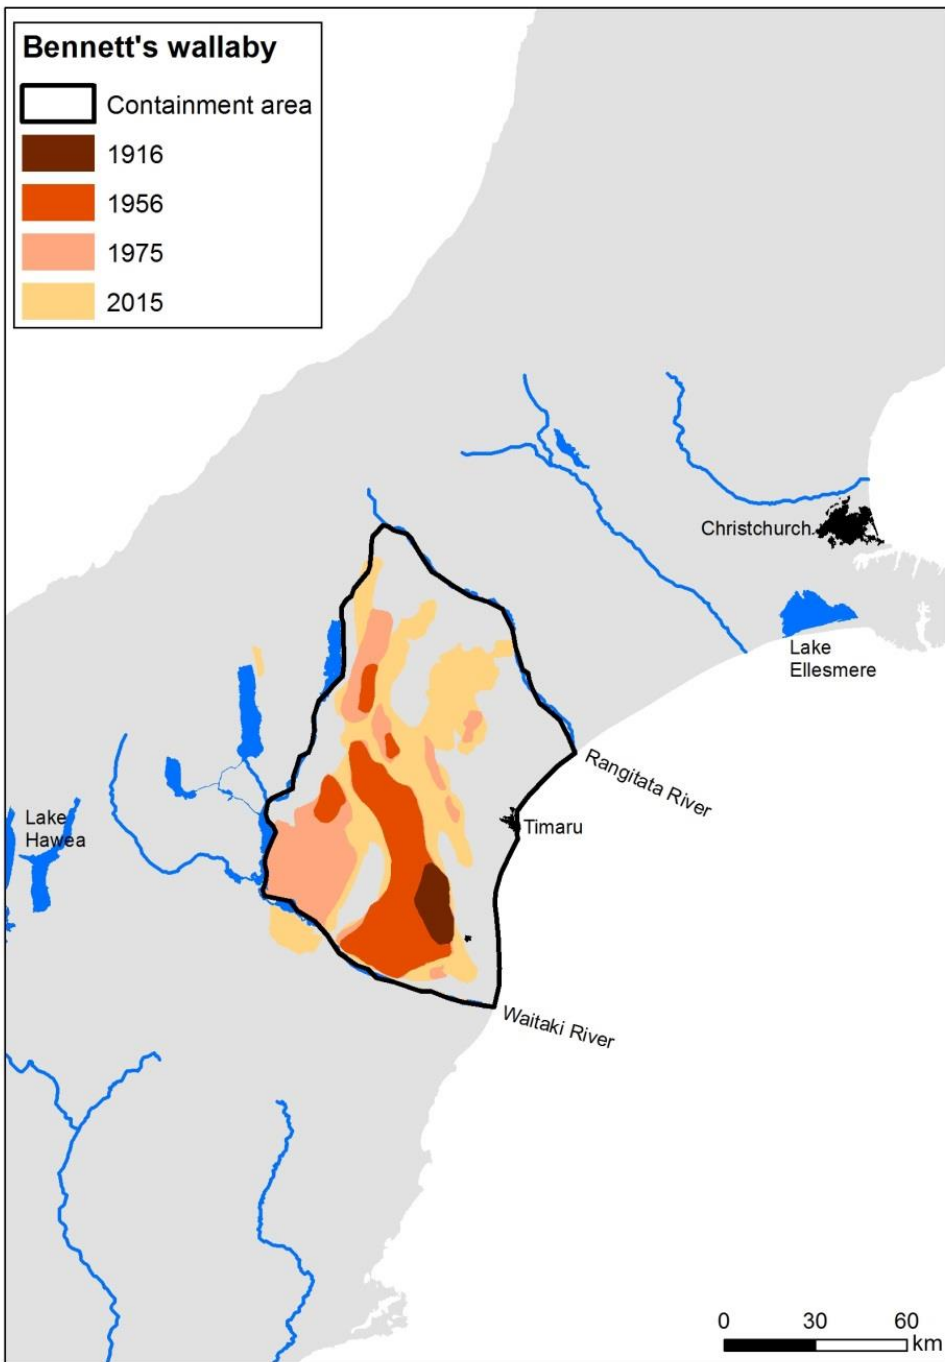 Bennett's wallaby
Containment area
1916
1956
1975
2015
Christchurch
Lake
Ellesmere
Rangitata River
Timaru
Lake
Hawea
Waitaki River
0 30 60
km